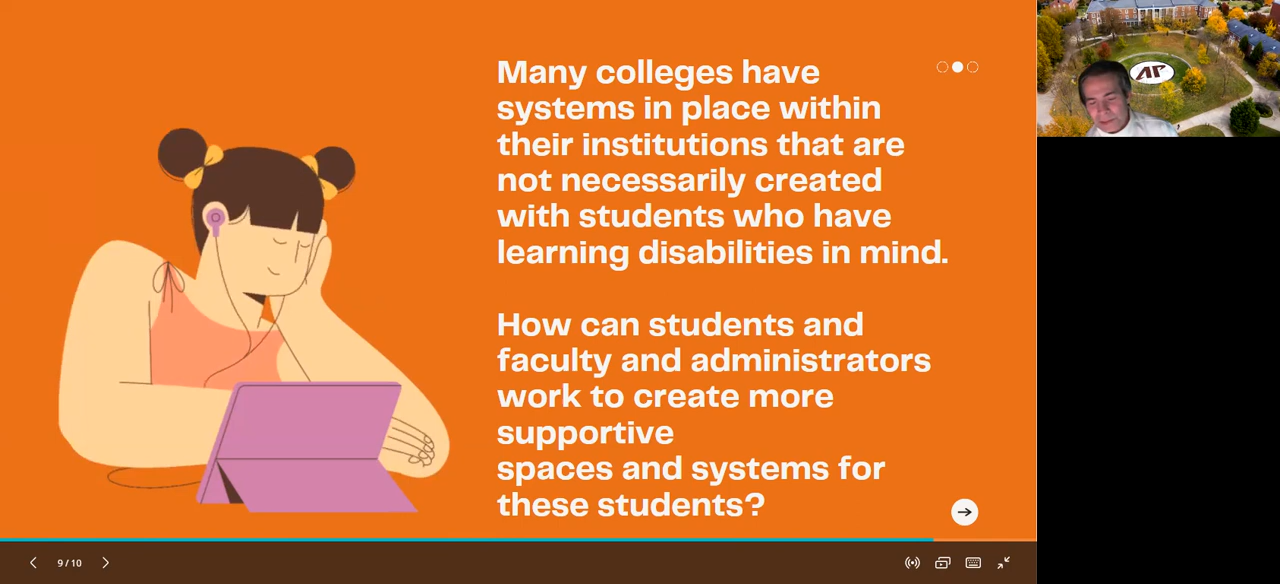 Many colleges have
systems in place within
their institutions that are
not necessarily created
with students who have
learning disabilities in mind.
How can students and
faculty and administrators
work to create more
supportive
spaces and systems for
these students?
9 / 10
AP